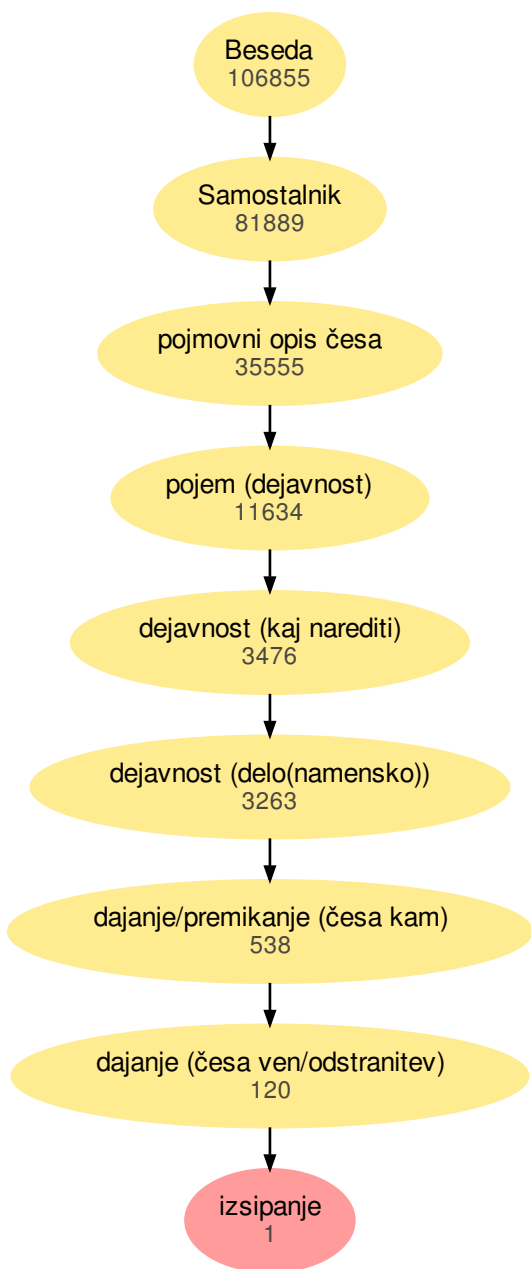 Beseda
106855
Samostalnik
81889
pojmovni opis česa
35555
pojem (dejavnost)
11634
dejavnost (kaj narediti)
3476
dejavnost (delo(namensko))
3263
dajanje/premikanje (česa kam)
538
dajanje (česa ven/odstranitev)
120
izsipanje
1